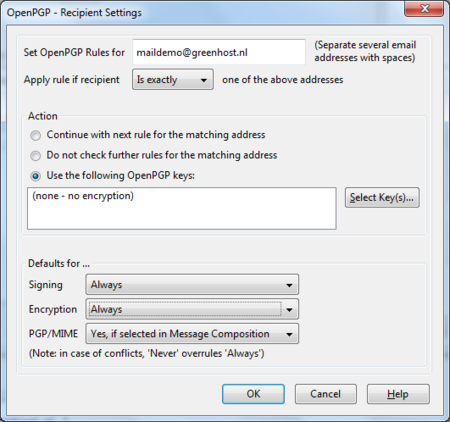 OpenPGP - Recipient Settings
Set OpenPGP Rules for maildemo@greenhost.nl (Separate several email
addresses with spaces)
Apply rule if recipient Is exactly one of the above addresses
Action
Continue with next rule for the matching address
Do not check further rules for the matching address
Use the following OpenPGP keys:
(none - no encryption) Select Key(s)...
Defaults for ...
Signing Always
Encryption Always
PGP/MIME Yes, if selected in Message Composition
(Note: in case of conflicts, 'Never' overrules 'Always')
OK Cancel Help